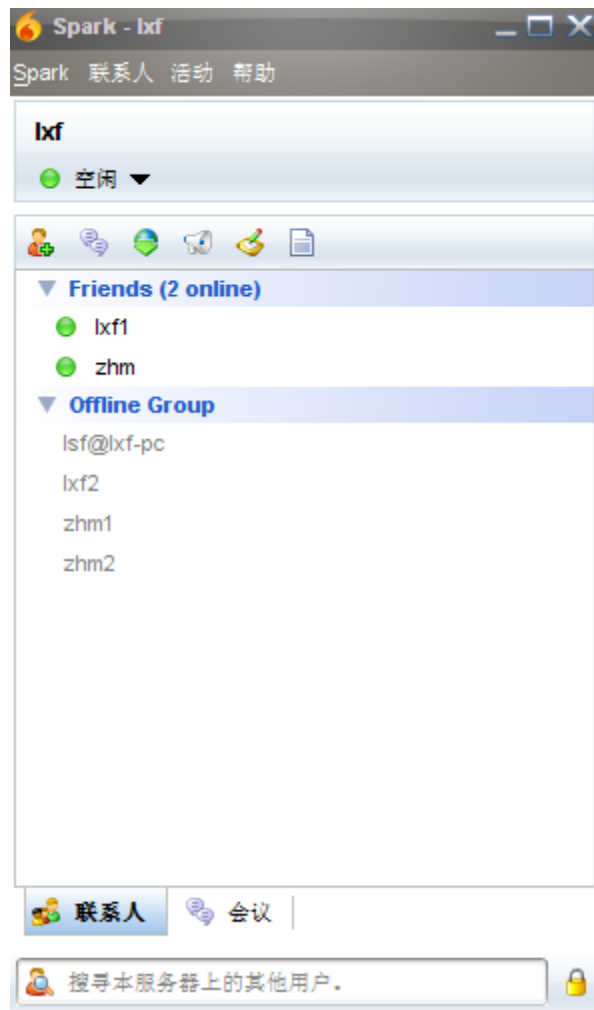 Spark - lxf
Spark 联系人 活动 帮助
lxf
空闲
Friends (2 online)
lxf1
zhm
Offline Group
lsf@lxf-pc
lxf2
zhm1
zhm2
联系人 会议
搜寻本服务器上的其他用户.